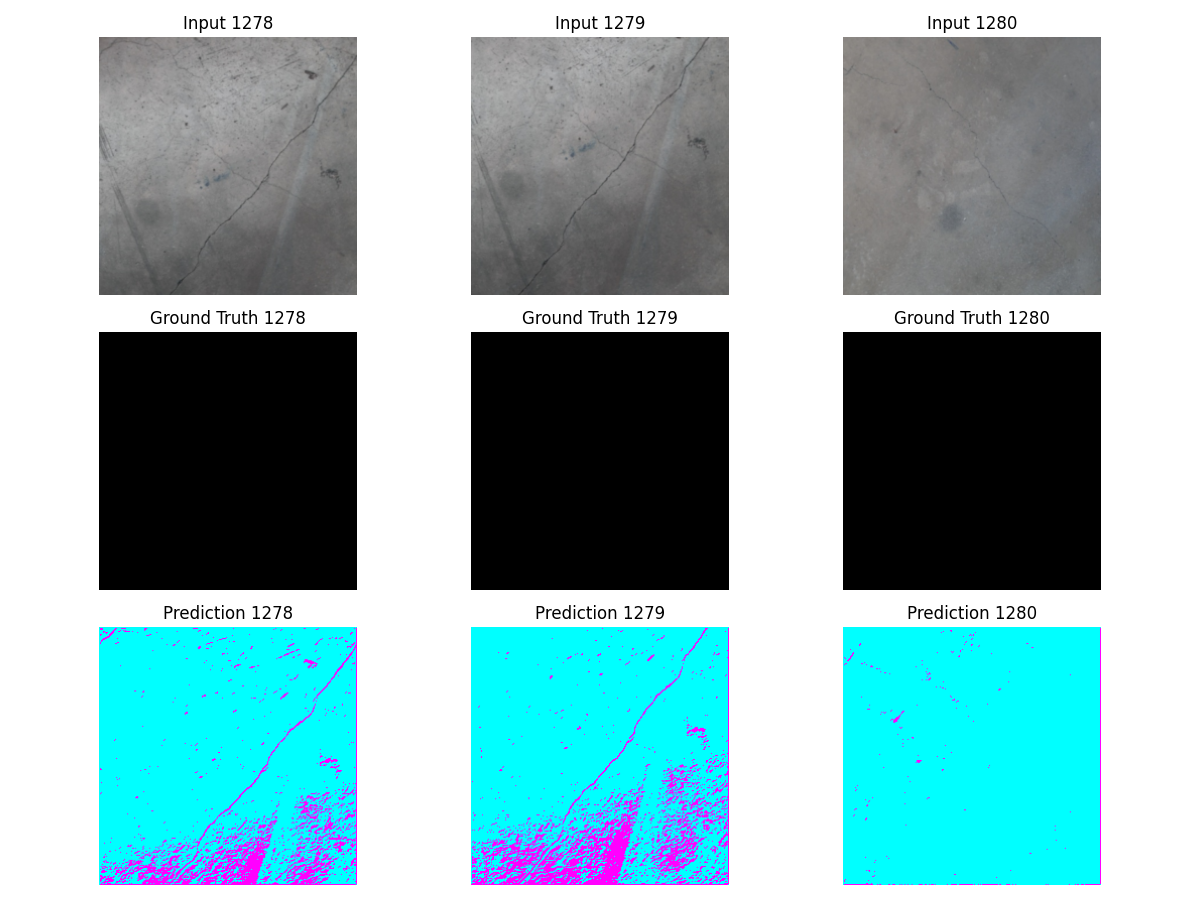 Input 1278
Input 1279
Input 1280
Ground Truth 1278
Ground Truth 1279
Ground Truth 1280
Prediction 1278
Prediction 1279
Prediction 1280